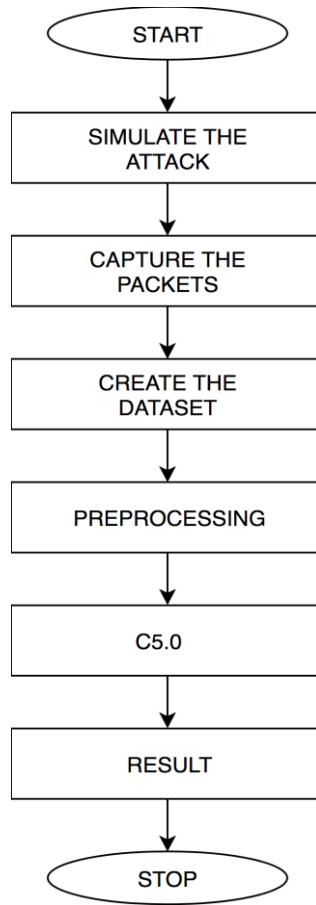 START
SIMULATE THE
ATTACK
CAPTURE THE
PACKETS
CREATE THE
DATASET
PREPROCESSING
C5.0
RESULT
STOP